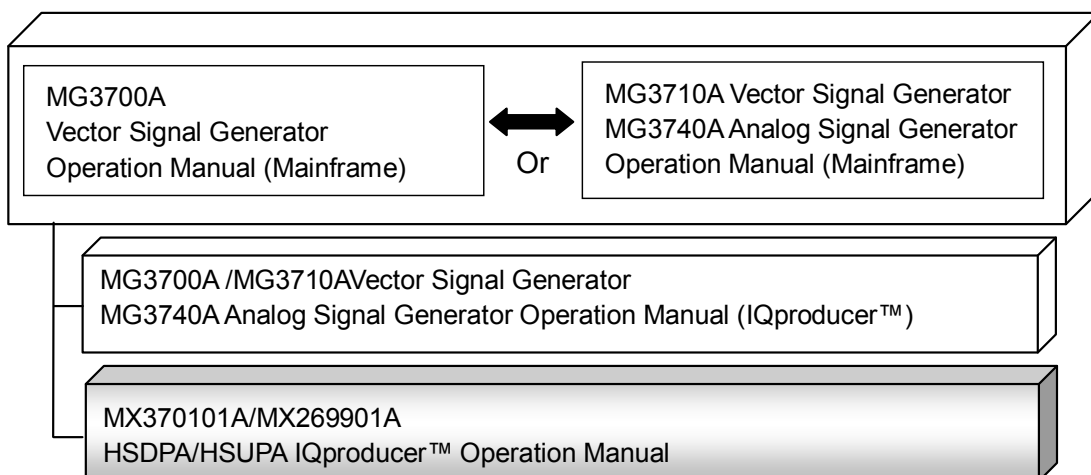 MG3700A
Vector Signal Generator
Operation Manual (Mainframe)
Or
MG3710A Vector Signal Generator
MG3740A Analog Signal Generator
Operation Manual (Mainframe)
MG3700A /MG3710AVector Signal Generator
MG3740A Analog Signal Generator Operation Manual (IQproducer™)
MX370101A/MX269901A
HSDPA/HSUPA IQproducer™ Operation Manual